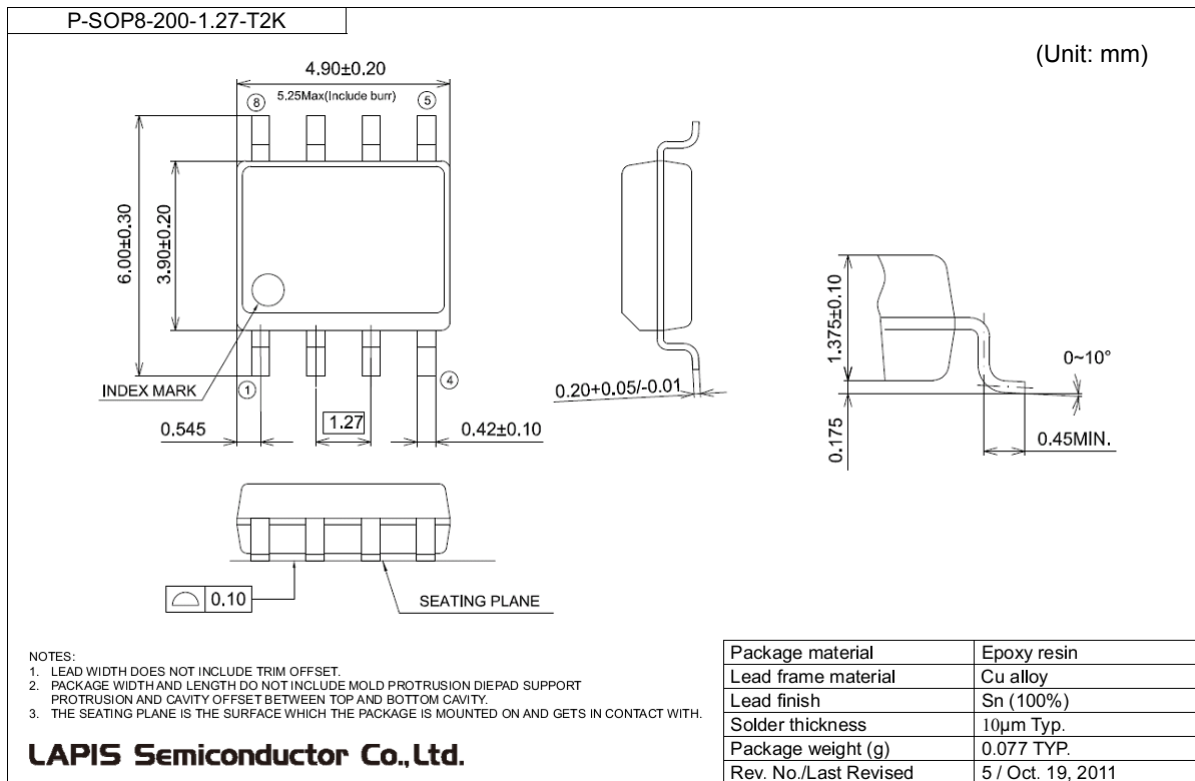 P-SOP8-200-1.27-T2K
(Unit: mm)
4.90±0.20
5.25Max(Include burr)
8
5
6.00±0.30
3.90±0.20
INDEX MARK
1
4
0.545
1.27
0.42±0.10
0.20+0.05/-0.01
1.375±0.10
0.175
0~10°
0.45MIN.
0.10
SEATING PLANE
NOTES:
1. LEAD WIDTH DOES NOT INCLUDE TRIM OFFSET.
2. PACKAGE WIDTH AND LENGTH DO NOT INCLUDE MOLD PROTRUSION DIEPAD SUPPORT
PROTRUSION AND CAVITY OFFSET BETWEEN TOP AND BOTTOM CAVITY.
3. THE SEATING PLANE IS THE SURFACE WHICH THE PACKAGE IS MOUNTED ON AND GETS IN CONTACT WITH.
LAPIS Semiconductor Co.,Ltd.
Package material Epoxy resin
Lead frame material Cu alloy
Lead finish Sn (100%)
Solder thickness 10μm Typ.
Package weight (g) 0.077 TYP.
Rev. No./Last Revised 5 / Oct. 19, 2011